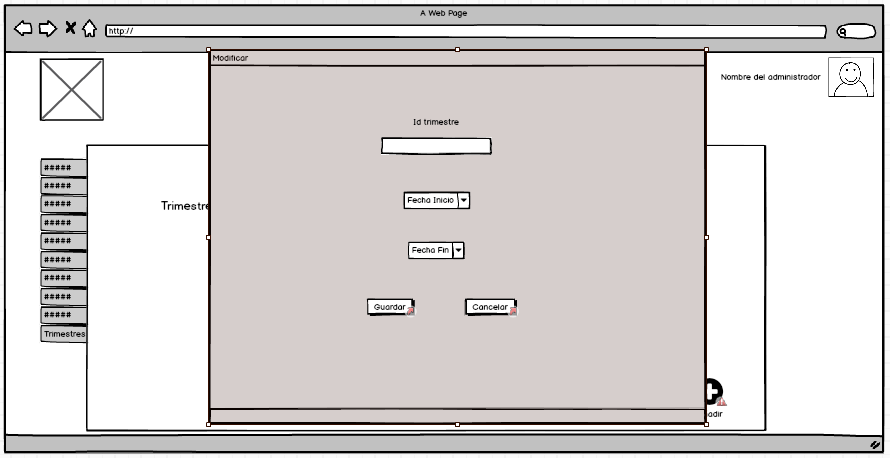 A Web Page
http://
Modificar
Nombre del administrador
Id trimestre
#####
#####
#####
#####
#####
#####
#####
#####
#####
Trimestres
Trimestre
Fecha Inicio
Fecha Fin
Guardar
Cancelar
adir